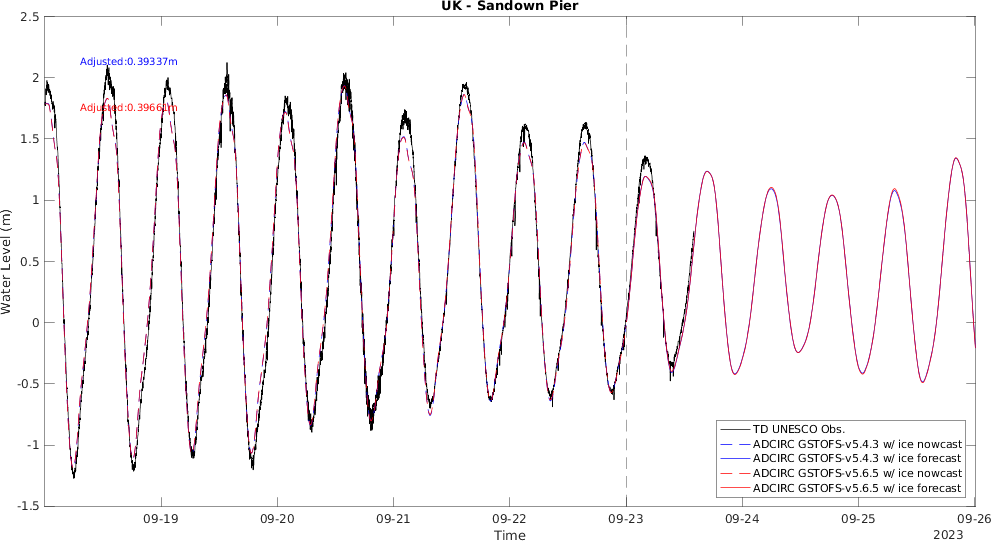 UK - Sandown Pier
2.5
2
1.5
1
0.5
0
-0.5
-1
-1.5
Water Level (m)
Adjusted:0.39337m
Adjusted:0.39661m
TD UNESCO Obs.
ADCIRC GSTOFS-v5.4.3 w/ ice nowcast
ADCIRC GSTOFS-v5.4.3 w/ ice forecast
ADCIRC GSTOFS-v5.6.5 w/ ice nowcast
ADCIRC GSTOFS-v5.6.5 w/ ice forecast
09-19 09-20 09-21 09-22 09-23 09-24 09-25 09-26
Time
2023